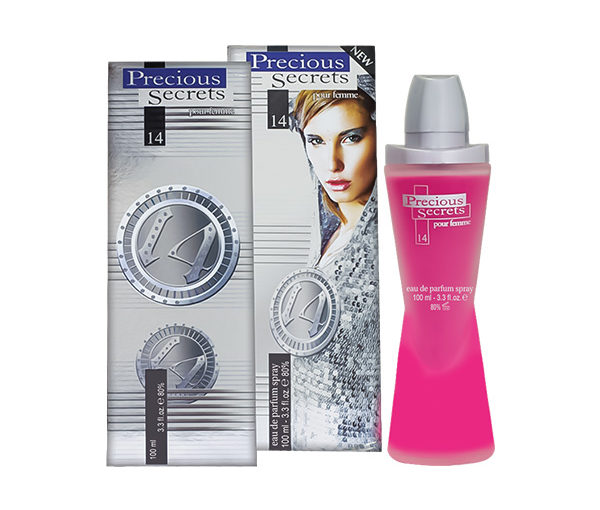 Precious
Secrets
pour femme
14
14
14
100 ml 3.3 fl.oz. ℮ 80%
NEW
Precious
Secrets
pour femme
14
14
eau de parfum spray
100 ml - 3.3 fl.oz. ℮ 80%
Precious
Secrets
pour femme
14
eau de parfum spray
100 ml - 3.3 fl.oz. ℮
80%